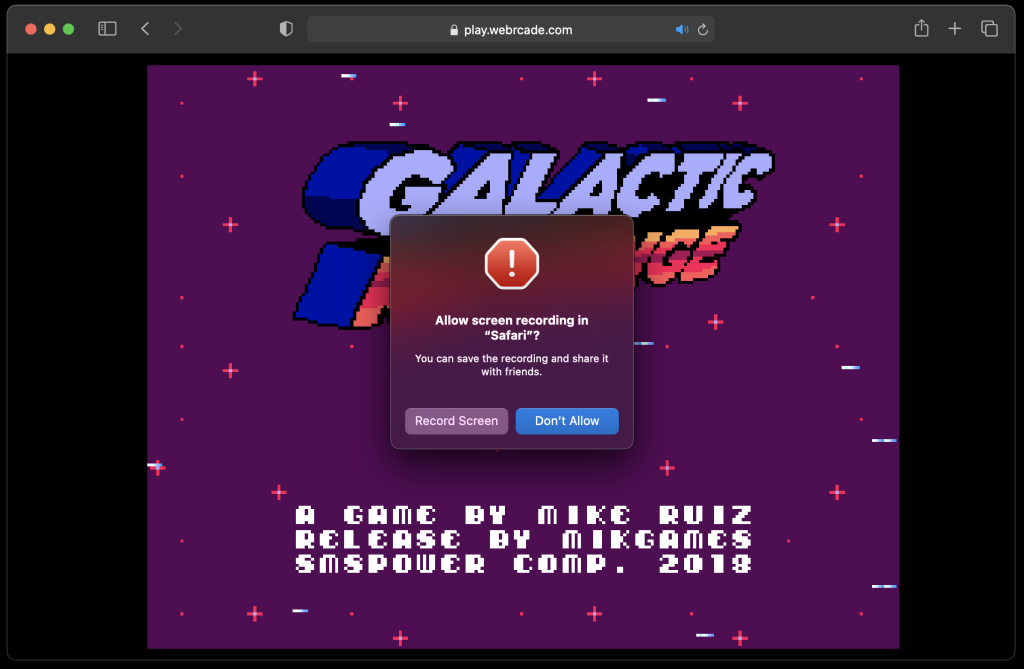 play.webrcade.com
GALACTIC
Allow screen recording in
“Safari”?
You can save the recording and share it
with friends.
Record Screen
Don’t Allow
A GAME BY MIKE RUIZ
RELEASE BY MIKGAMES
SMSPOWER COMP. 2018